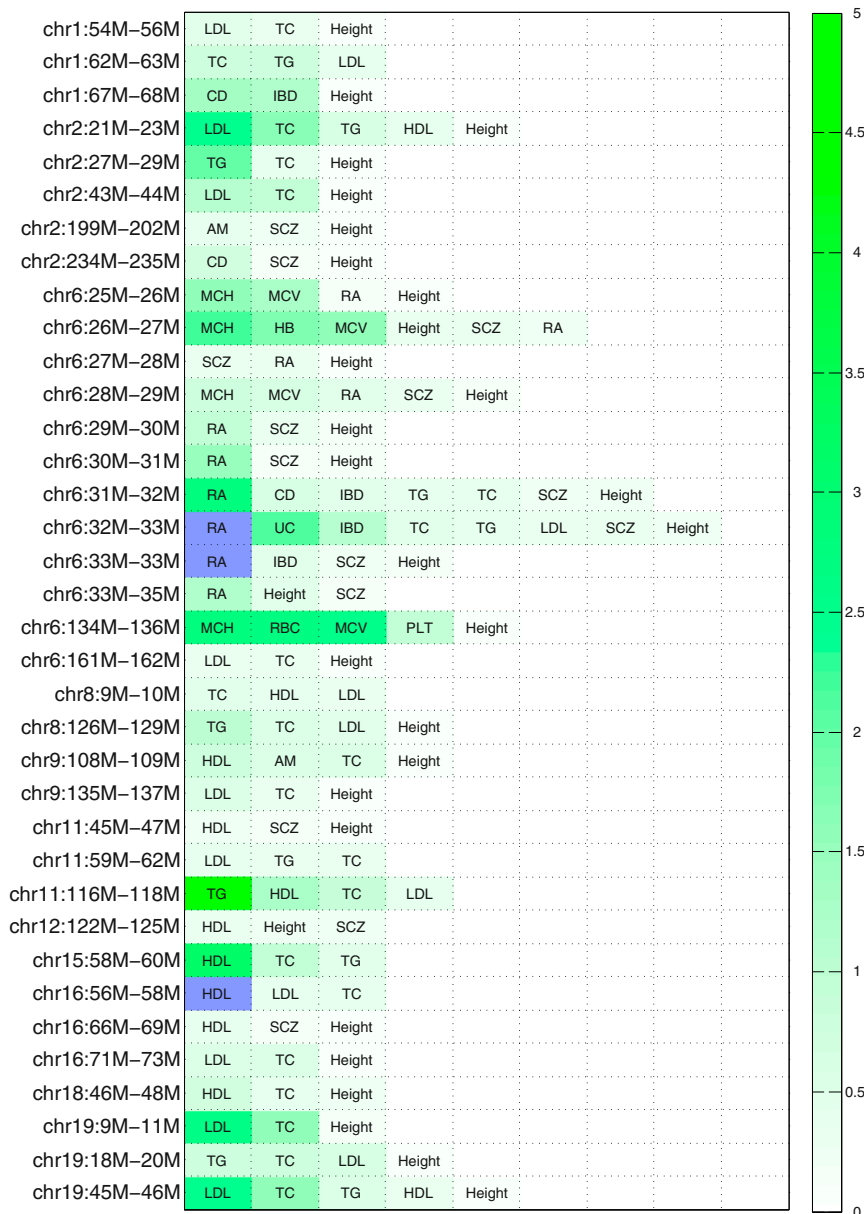 chr1:54M−56M LDL TC Height
chr1:62M−63M TC TG LDL
chr1:67M−68M CD IBD Height
chr2:21M−23M LDL TC TG HDL Height
chr2:27M−29M TG TC Height
chr2:43M−44M LDL TC Height
chr2:199M−202M AM SCZ Height
chr2:234M−235M CD SCZ Height
chr6:25M−26M MCH MCV RA Height
chr6:26M−27M MCH HB MCV Height SCZ RA
chr6:27M−28M SCZ RA Height
chr6:28M−29M MCH MCV RA SCZ Height
chr6:29M−30M RA SCZ Height
chr6:30M−31M RA SCZ Height
chr6:31M−32M RA CD IBD TG TC SCZ Height
chr6:32M−33M RA UC IBD TC TG LDL SCZ Height
chr6:33M−33M RA IBD SCZ Height
chr6:33M−35M RA Height SCZ
chr6:134M−136M MCH RBC MCV PLT Height
chr6:161M−162M LDL TC Height
chr8:9M−10M TC HDL LDL
chr8:126M−129M TG TC LDL Height
chr9:108M−109M HDL AM TC Height
chr9:135M−137M LDL TC Height
chr11:45M−47M HDL SCZ Height
chr11:59M−62M LDL TG TC
chr11:116M−118M TG HDL TC LDL
chr12:122M−125M HDL Height SCZ
chr15:58M−60M HDL TC TG
chr16:56M−58M HDL LDL TC
chr16:66M−69M HDL SCZ Height
chr16:71M−73M LDL TC Height
chr18:46M−48M HDL TC Height
chr19:9M−11M LDL TC Height
chr19:18M−20M TG TC LDL Height
chr19:45M−46M LDL TC TG HDL Height
5
4.5
4
3.5
3
2.5
2
1.5
1
0.5
0